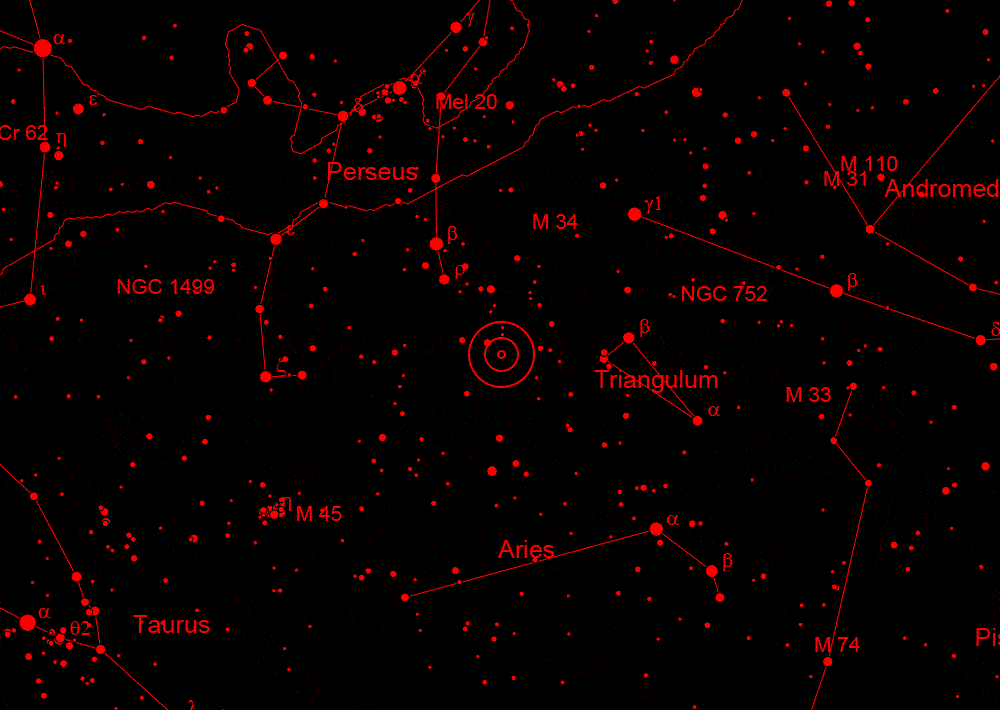 γ
α
α
ε
δ
Mel 20
Cr 62
η
M 110
Perseus
M 31
Andromed
γ1
M 34
β
ε
ρ
β
ι
NGC 1499
NGC 752
β
δ
ζ
Triangulum
M 33
α
η
M 45
α
Aries
β
α
θ2
Taurus
Pis
M 74
λ